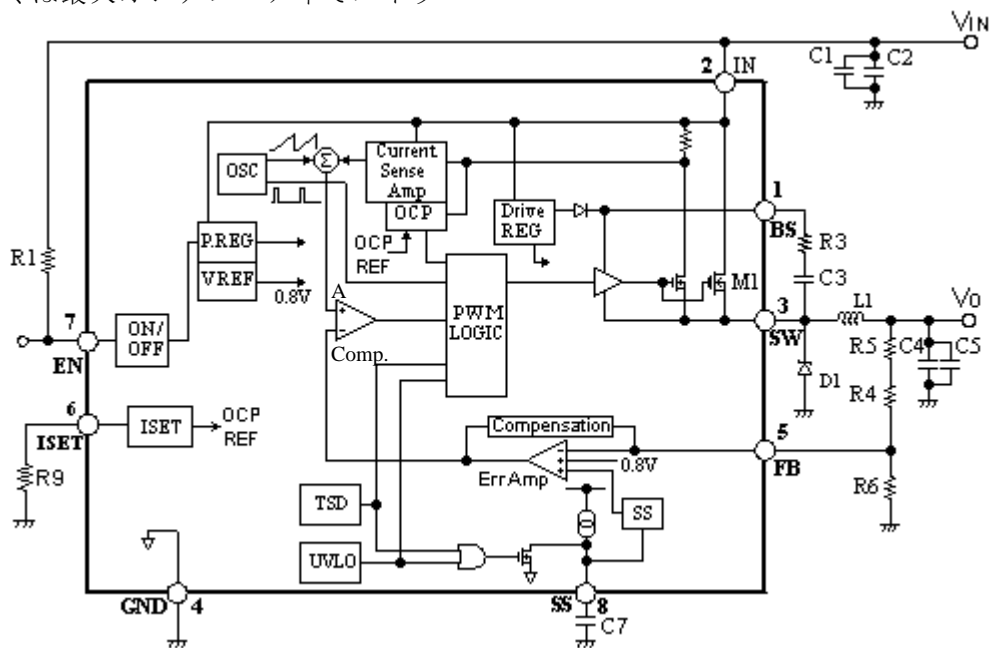 VIN
C1
C2
2
IN
OSC
Σ
Current
Sense
Amp
OCP
OCP
REF
Drive
REG
1
BS
R3
C3
R1
P.REG
VREF
0.8V
A
Comp.
PWM
LOGIC
M1
3
SW
L1
VO
7
EN
ON/
OFF
D1
R5
C4
C5
R4
6
ISET
ISET
OCP
REF
R9
Compensation
Err Amp
0.8V
5
FB
R6
TSD
UVLO
SS
GND
4
SS
8
C7